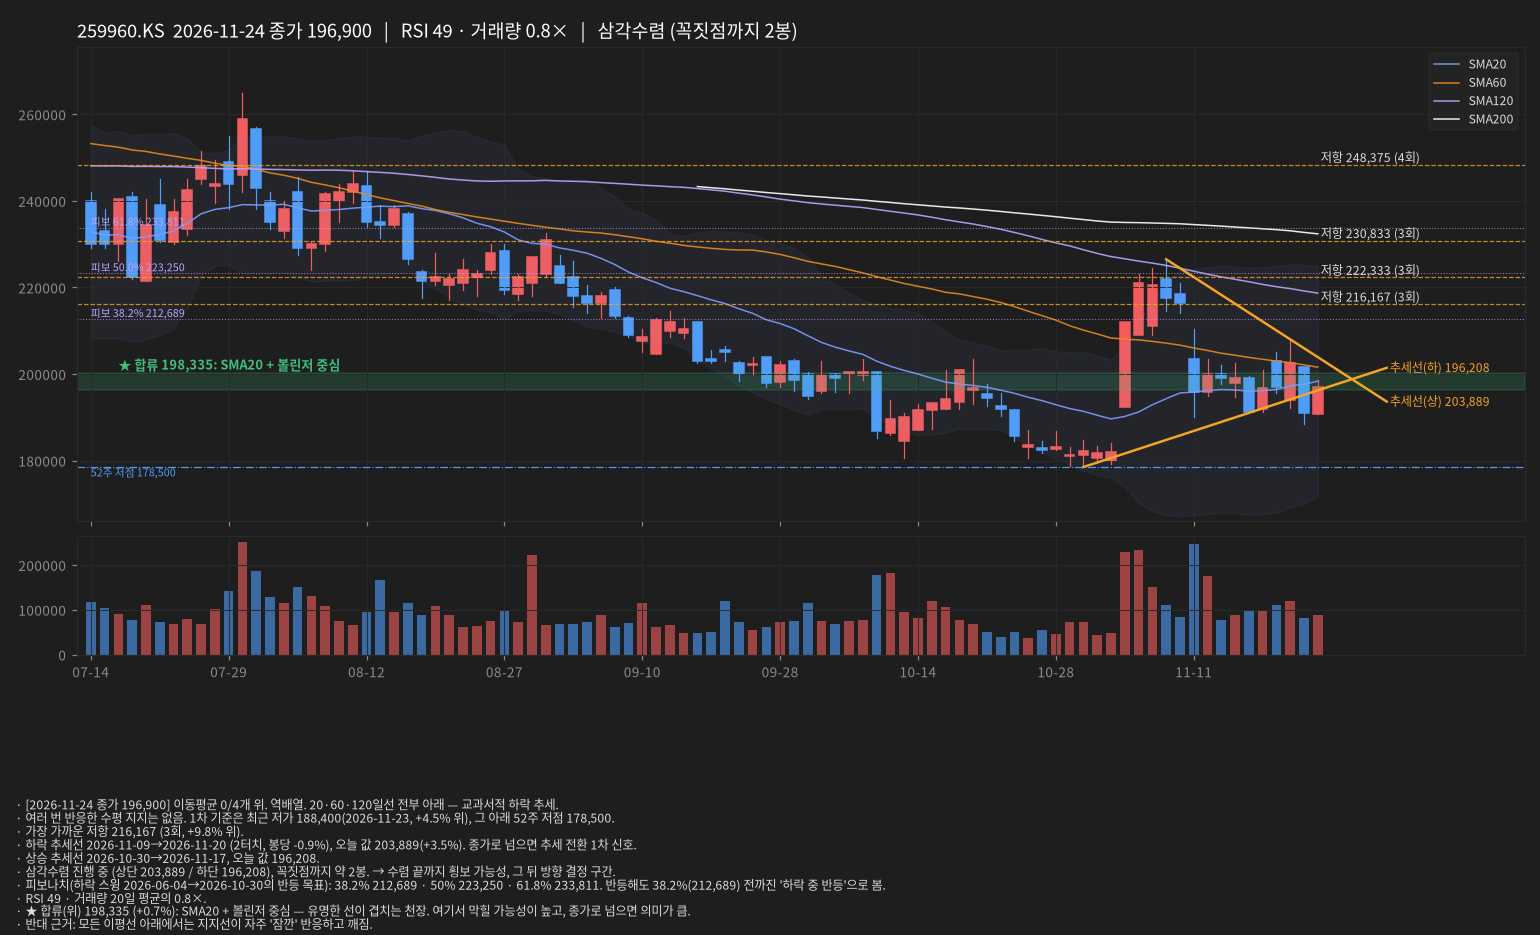 259960.KS 2026-11-24 종가 196,900 | RSI 49 · 거래량 0.8× | 삼각수렴 (꼭짓점까지 2봉)
SMA20
SMA60
SMA120
SMA200
260000
240000
220000
200000
180000
저항 248,375 (4회)
저항 230,833 (3회)
저항 222,333 (3회)
저항 216,167 (3회)
피보 61.8% 233,811
피보 50.0% 223,250
피보 38.2% 212,689
★ 합류 198,335: SMA20 + 볼린저 중심
추세선(하) 196,208
추세선(상) 203,889
52주 저점 178,500
200000
100000
0
07-14
07-29
08-12
08-27
09-10
09-28
10-14
10-28
11-11
· [2026-11-24 종가 196,900] 이동평균 0/4개 위. 역배열. 20·60·120일선 전부 아래 — 교과서적 하락 추세.
· 여러 번 반응한 수평 지지는 없음. 1차 기준은 최근 저가 188,400(2026-11-23, +4.5% 위), 그 아래 52주 저점 178,500.
· 가장 가까운 저항 216,167 (3회, +9.8% 위).
· 하락 추세선 2026-11-09→2026-11-20 (2터치, 봉당 -0.9%), 오늘 값 203,889(+3.5%). 종가로 넘으면 추세 전환 1차 신호.
· 상승 추세선 2026-10-30→2026-11-17, 오늘 값 196,208.
· 삼각수렴 진행 중 (상단 203,889 / 하단 196,208), 꼭짓점까지 약 2봉. → 수렴 끝까지 횡보 가능성, 그 뒤 방향 결정 구간.
· 피보나치(하락 스윙 2026-06-04→2026-10-30의 반등 목표): 38.2% 212,689 · 50% 223,250 · 61.8% 233,811. 반등해도 38.2%(212,689) 전까진 '하락 중 반등'으로 봄.
· RSI 49 · 거래량 20일 평균의 0.8×.
· ★ 합류(위) 198,335 (+0.7%): SMA20 + 볼린저 중심 — 유명한 선이 겹치는 천장. 여기서 막힐 가능성이 높고, 종가로 넘으면 의미가 큼.
· 반대 근거: 모든 이평선 아래에서는 지지선이 자주 '잠깐' 반응하고 깨짐.